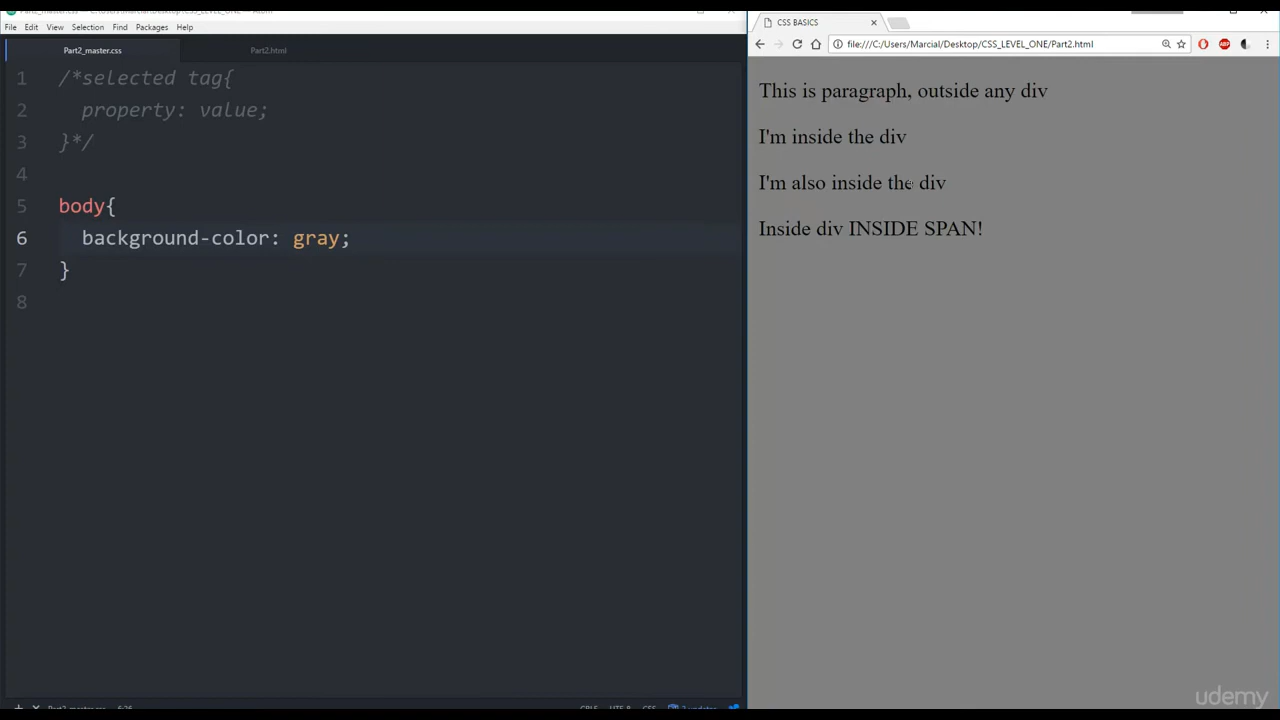 File Edit View Selection Find Packages Help
Part2_master.css Part2.html
1 /*selected tag{
2 property: value;
3 }*/
4
5 body{
6 background-color: gray;
7 }
8
CSS BASICS
file:///C:/Users/Marcial/Desktop/CSS_LEVEL_ONE/Part2.html
ABP
This is paragraph, outside any div
I'm inside the div
I'm also inside the div
Inside div INSIDE SPAN!
udemy